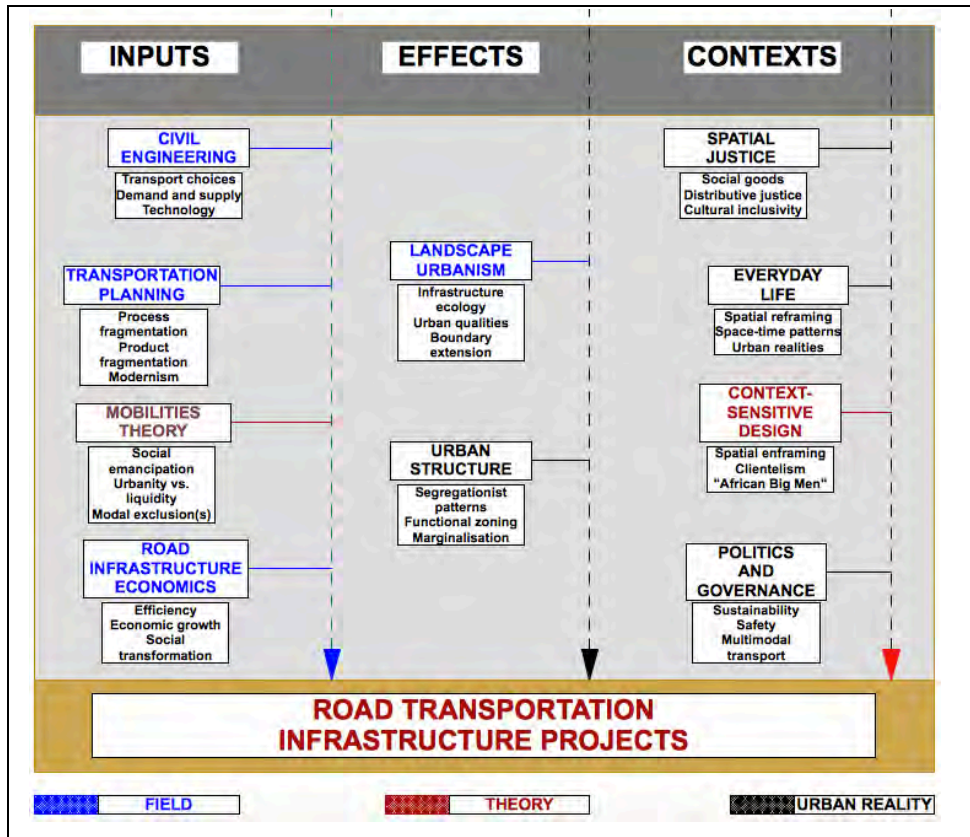 INPUTS
EFFECTS
CONTEXTS
CIVIL
ENGINEERING
Transport choices
Demand and supply
Technology
TRANSPORTATION
PLANNING
Process
fragmentation
Product
fragmentation
Modernism
MOBILITIES
THEORY
Social
emancipation
Urbanity vs.
liquidity
Modal exclusion(s)
ROAD
INFRASTRUCTURE
ECONOMICS
Efficiency
Economic growth
Social
transformation
LANDSCAPE
URBANISM
Infrastructure
ecology
Urban qualities
Boundary
extension
URBAN
STRUCTURE
Segregationist
patterns
Functional zoning
Marginalisation
SPATIAL
JUSTICE
Social goods
Distributive justice
Cultural inclusivity
EVERYDAY
LIFE
Spatial reframing
Space-time patterns
Urban realities
CONTEXT-
SENSITIVE
DESIGN
Spatial enframing
Clientelism
"African Big Men"
POLITICS
AND
GOVERNANCE
Sustainability
Safety
Multimodal
transport
ROAD TRANSPORTATION
INFRASTRUCTURE PROJECTS
FIELD
THEORY
URBAN REALITY